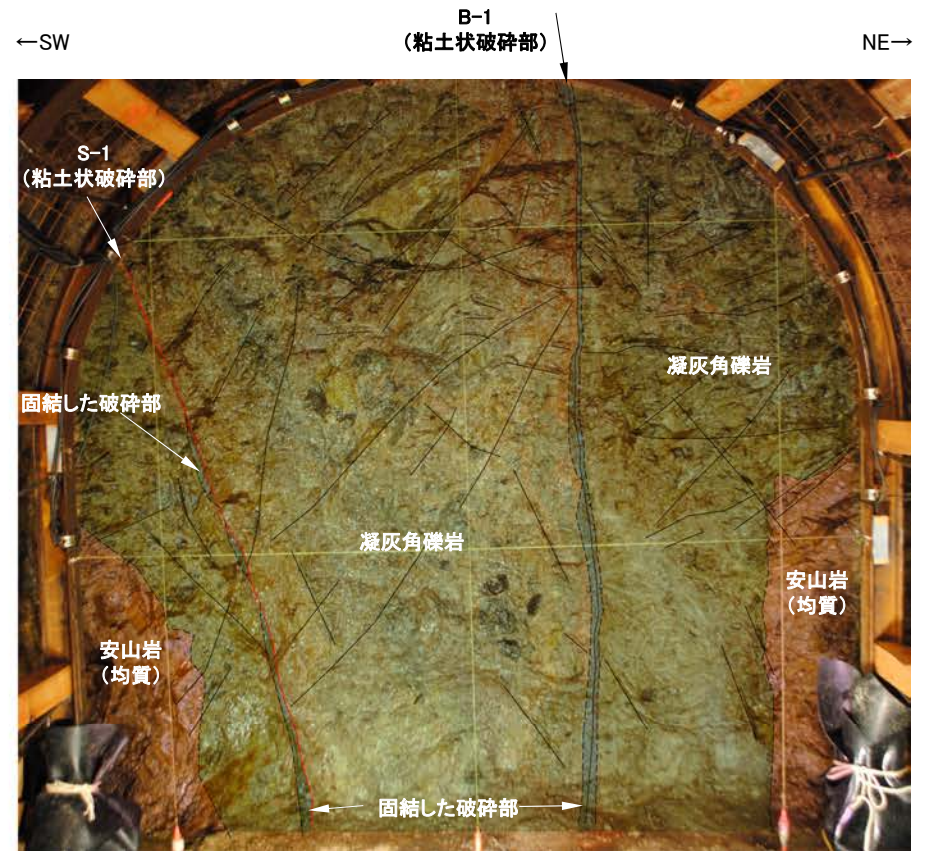 B-1
（粘土状破砕部）
←SW
NE→
S-1
（粘土状破砕部）
凝灰角礫岩
固結した破砕部
凝灰角礫岩
安山岩
（均質）
安山岩
（均質）
固結した破砕部